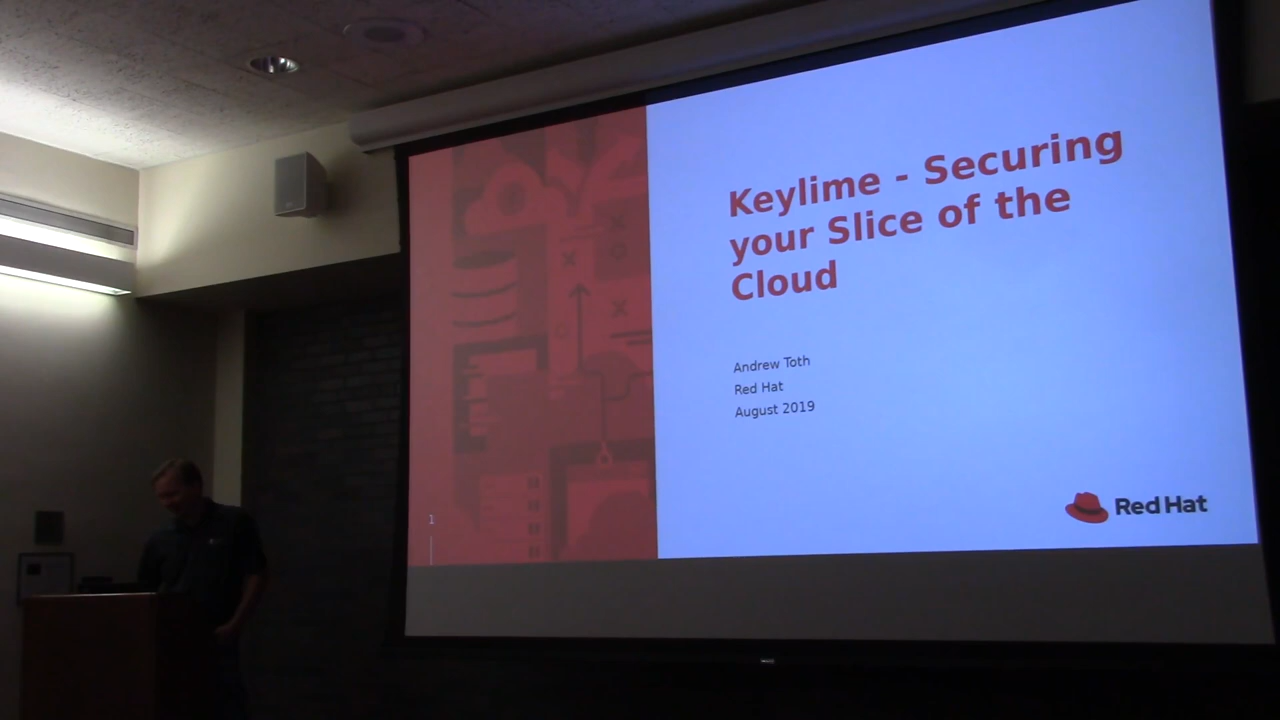 Keylime - Securing
your Slice of the
Cloud
Andrew Toth
Red Hat
August 2019
1
Red Hat